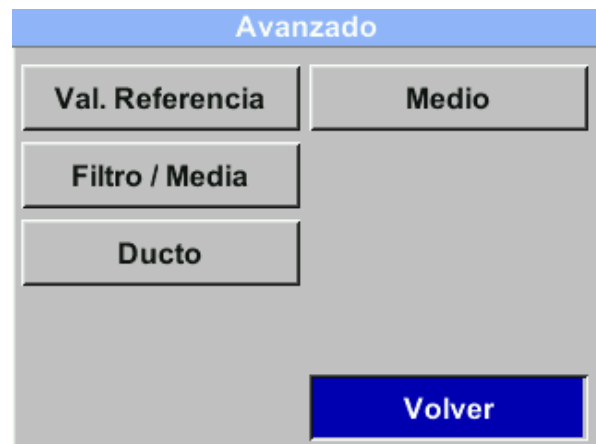 Avanzado
Val. Referencia
Medio
Filtro / Media
Ducto
Volver